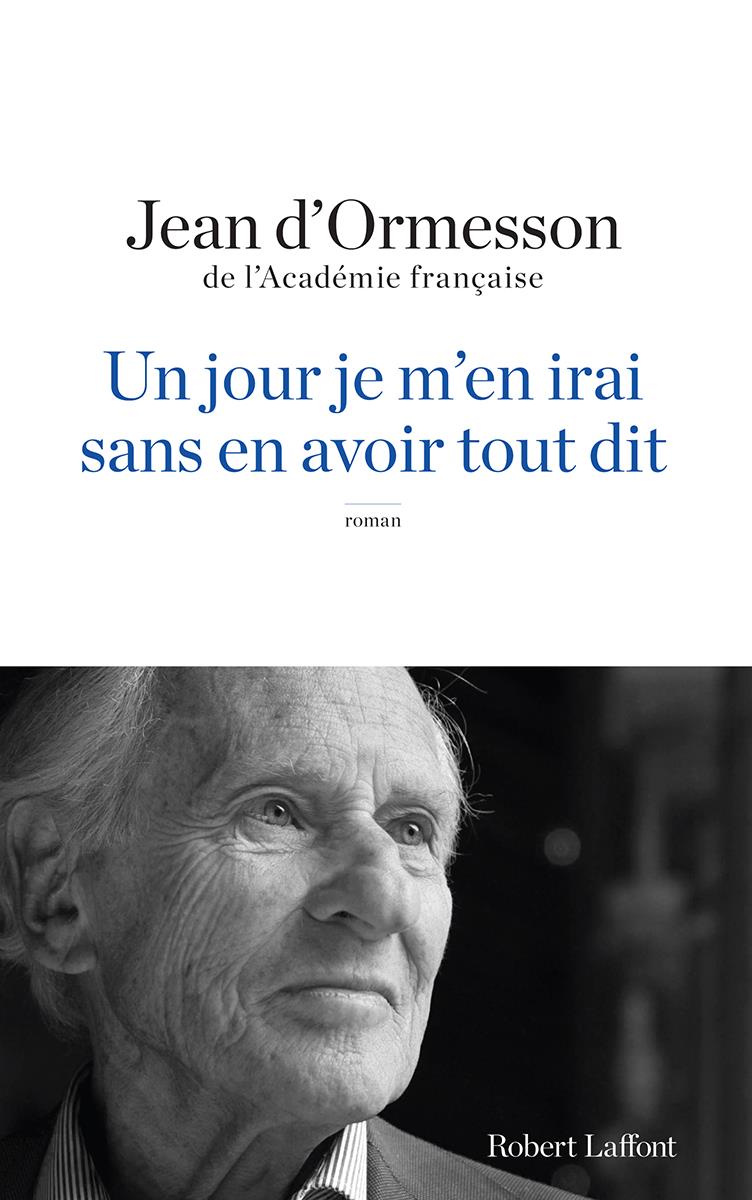 Jean d’Ormesson
de l’Académie française
Un jour je m’en irai
sans en avoir tout dit
roman
Robert Laffont